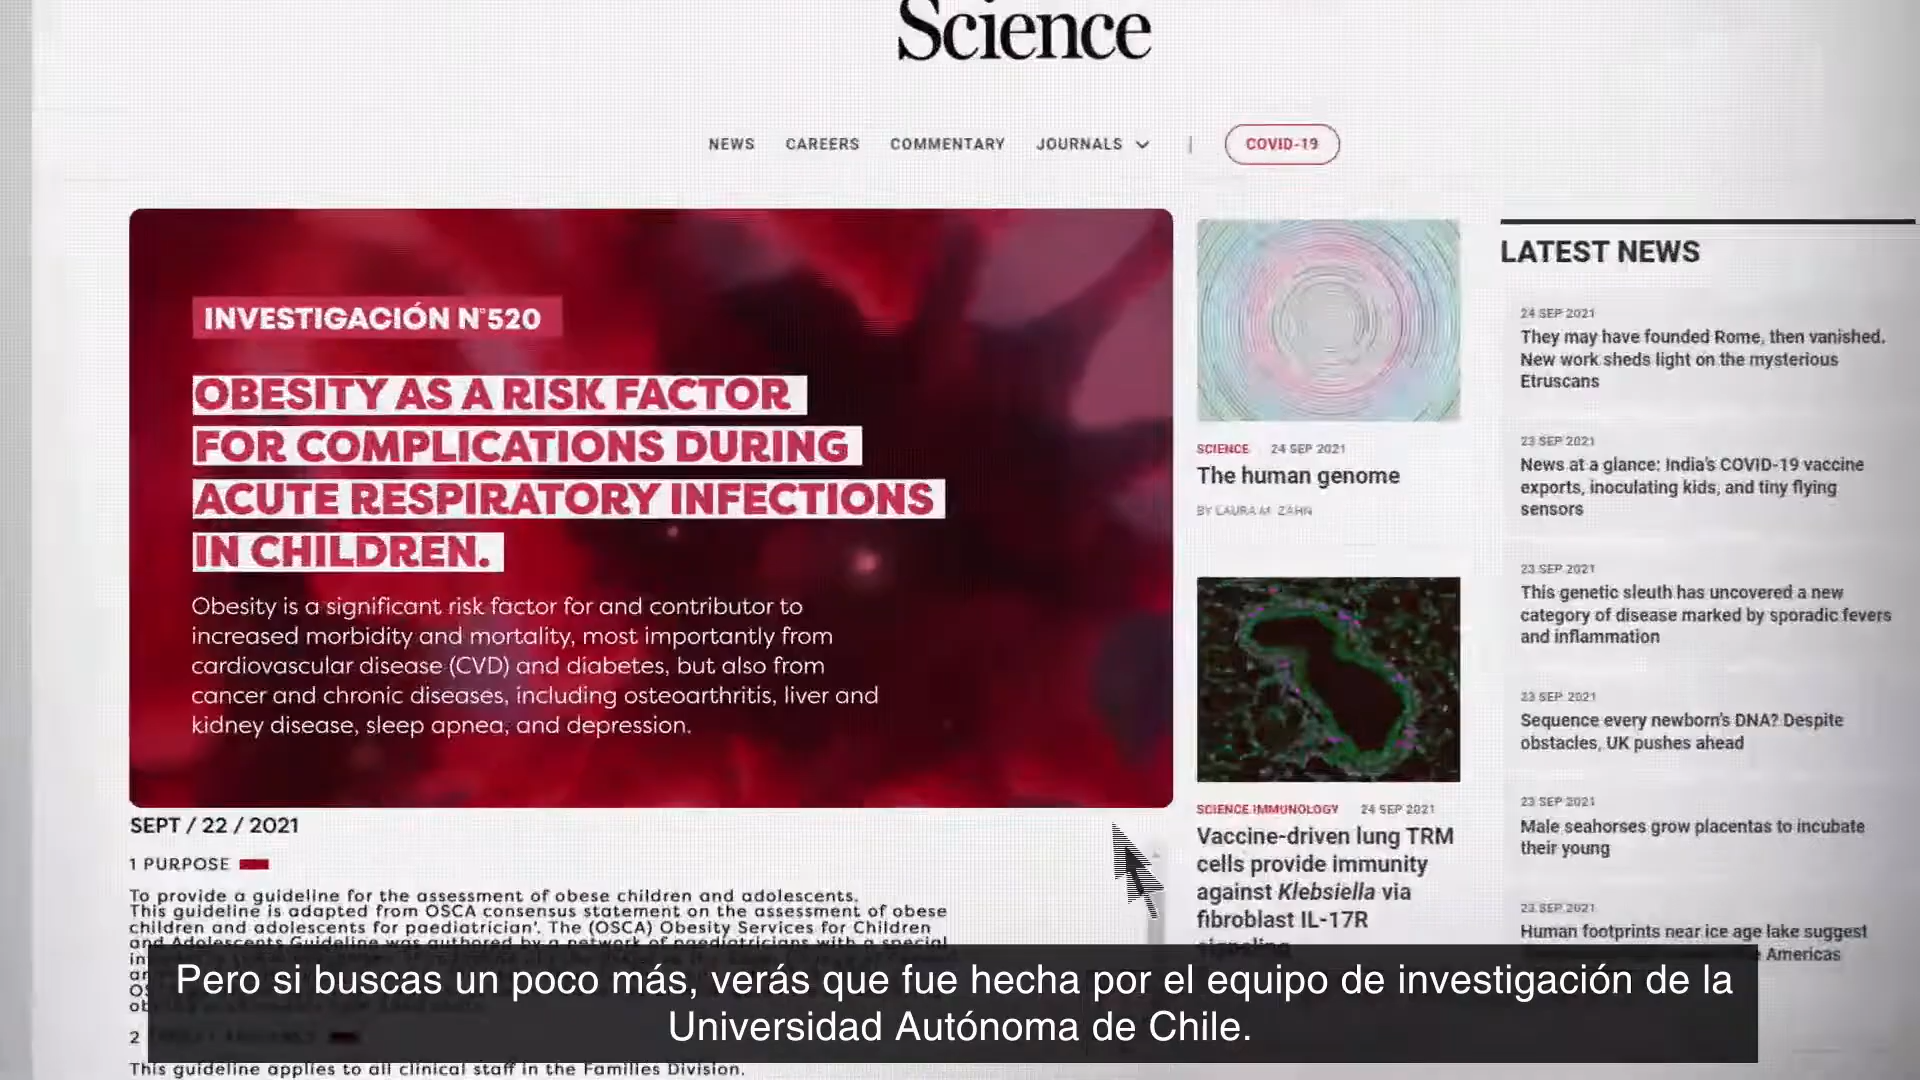 Science
NEWS CAREERS COMMENTARY JOURNALS | COVID-19
INVESTIGACIÓN N°520
OBESITY AS A RISK FACTOR
FOR COMPLICATIONS DURING
ACUTE RESPIRATORY INFECTIONS
IN CHILDREN.
Obesity is a significant risk factor for and contributor to
increased morbidity and mortality, most importantly from
cardiovascular disease (CVD) and diabetes, but also from
cancer and chronic diseases, including osteoarthritis, liver and
kidney disease, sleep apnea, and depression.
SEPT / 22 / 2021
1 PURPOSE
To provide a guideline for the assessment of obese children and adolescents.
This guideline is adapted from OSCA consensus statement on the assessment of obese
children and adolescents for paediatrician'. The (OSCA) Obesity Services for Children
and Adolescents Guideline was authored by a network of paediatricians with a special
2
This guideline applies to all clinical staff in the Families Division.
SCIENCE 24 SEP 2021
The human genome
BY LAURA M. ZAHN
SCIENCE IMMUNOLOGY 24 SEP 2021
Vaccine-driven lung TRM
cells provide immunity
against Klebsiella via
fibroblast IL-17R
signaling
LATEST NEWS
24 SEP 2021
They may have founded Rome, then vanished.
New work sheds light on the mysterious
Etruscans
23 SEP 2021
News at a glance: India's COVID-19 vaccine
exports, inoculating kids, and tiny flying
sensors
23 SEP 2021
This genetic sleuth has uncovered a new
category of disease marked by sporadic fevers
and inflammation
23 SEP 2021
Sequence every newborn's DNA? Despite
obstacles, UK pushes ahead
23 SEP 2021
Male seahorses grow placentas to incubate
their young
23 SEP 2021
Human footprints near ice age lake suggest
Americas
Pero si buscas un poco más, verás que fue hecha por el equipo de investigación de la
Universidad Autónoma de Chile.